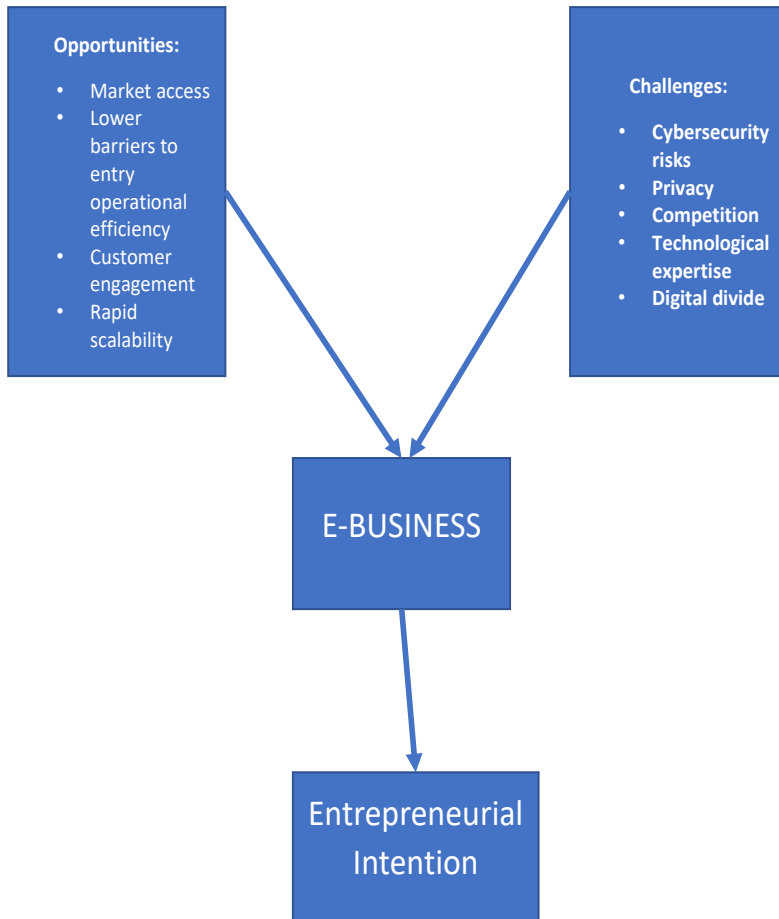 Opportunities:
• Market access
• Lower
barriers to
entry
operational
efficiency
• Customer
engagement
• Rapid
scalability
Challenges:
• Cybersecurity
risks
• Privacy
• Competition
• Technological
expertise
• Digital divide
E-BUSINESS
Entrepreneurial
Intention